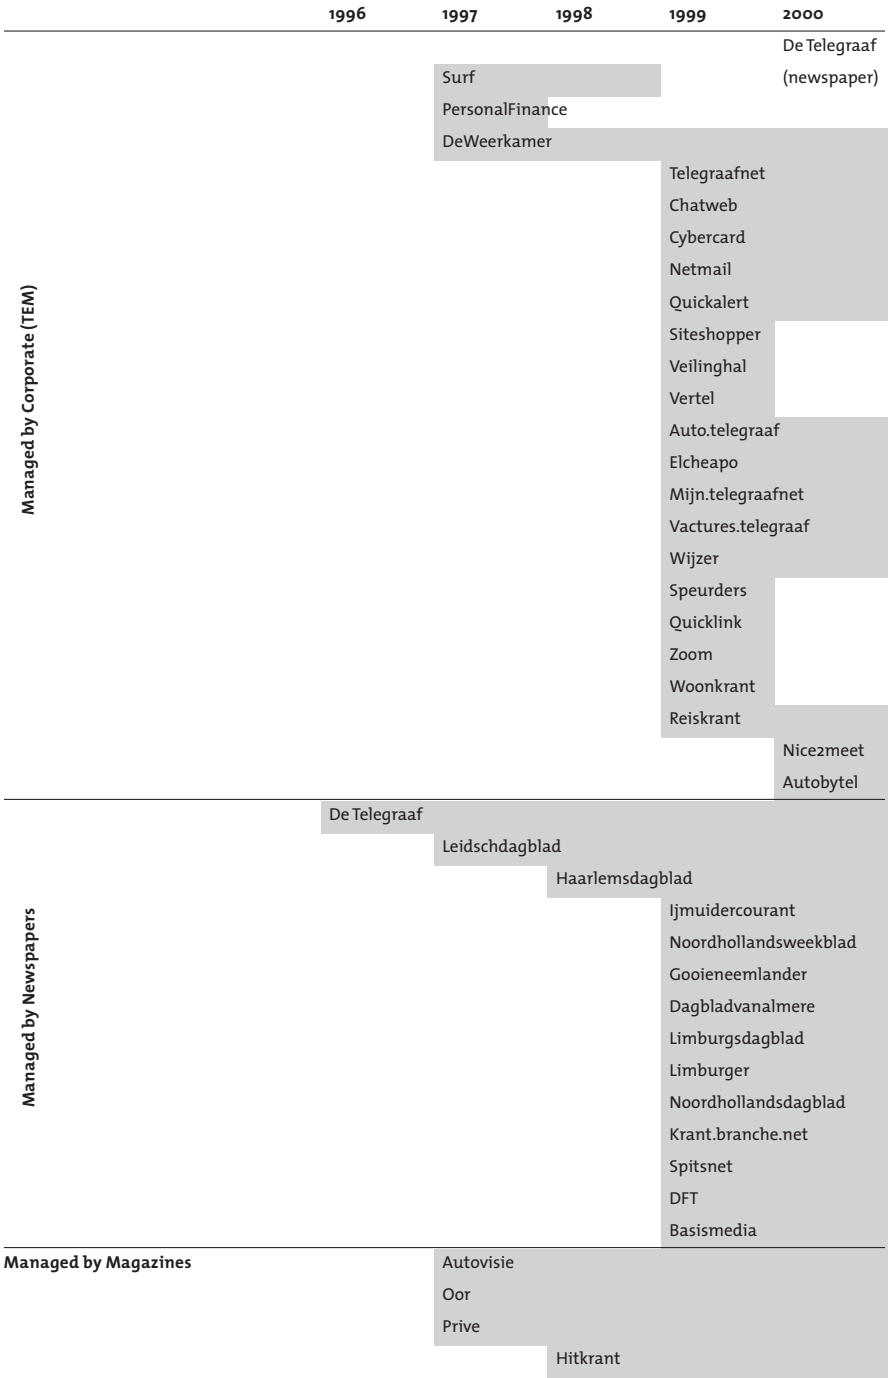 1996 1997 1998 1999 2000
De Telegraaf
Surf (newspaper)
PersonalFinance
DeWeerkamer
Telegraafnet
Chatweb
Cybercard
Netmail
Quickalert
Siteshopper
Veilinghal
Vertel
Auto.telegraaf
Elcheapo
Mijn.telegraafnet
Vactures.telegraaf
Wijzer
Speurders
Quicklink
Zoom
Woonkrant
Reiskrant
Nice2meet
Autobytel
Managed by Corporate (TEM)
De Telegraaf
Leidschdagblad
Haarlemsdagblad
Ijmuidercourant
Noordhollandsweekblad
Gooieneemlander
Dagbladvanalmere
Limburgsdagblad
Limburger
Noordhollandsdagblad
Krant.branche.net
Spitsnet
DFT
Basismedia
Managed by Newspapers
Managed by Magazines Autovisie
Oor
Prive
Hitkrant